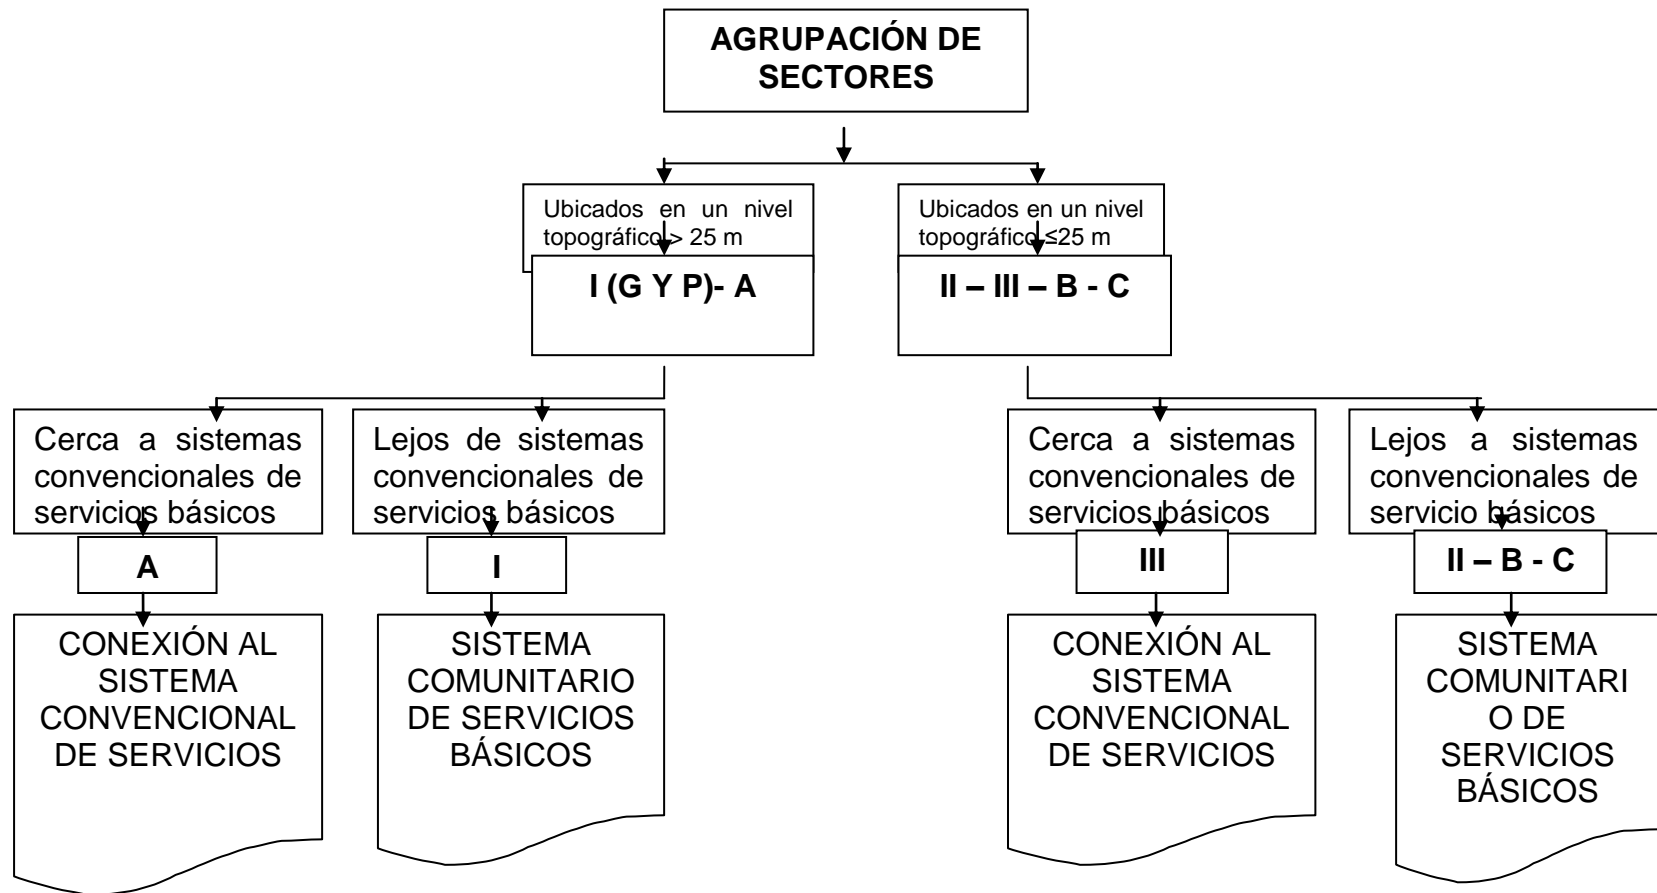 AGRUPACIÓN DE
SECTORES
Ubicados en un nivel
topográfico > 25 m
Ubicados en un nivel
topográfico ≤25 m
I (G Y P)- A
II – III – B - C
Cerca a sistemas
convencionales de
servicios básicos
Lejos de sistemas
convencionales de
servicios básicos
Cerca a sistemas
convencionales de
servicios básicos
Lejos a sistemas
convencionales de
servicio básicos
A
I
III
II – B - C
CONEXIÓN AL
SISTEMA
CONVENCIONAL
DE SERVICIOS
SISTEMA
COMUNITARIO
DE SERVICIOS
BÁSICOS
CONEXIÓN AL
SISTEMA
CONVENCIONAL
DE SERVICIOS
SISTEMA
COMUNITARI
O DE
SERVICIOS
BÁSICOS